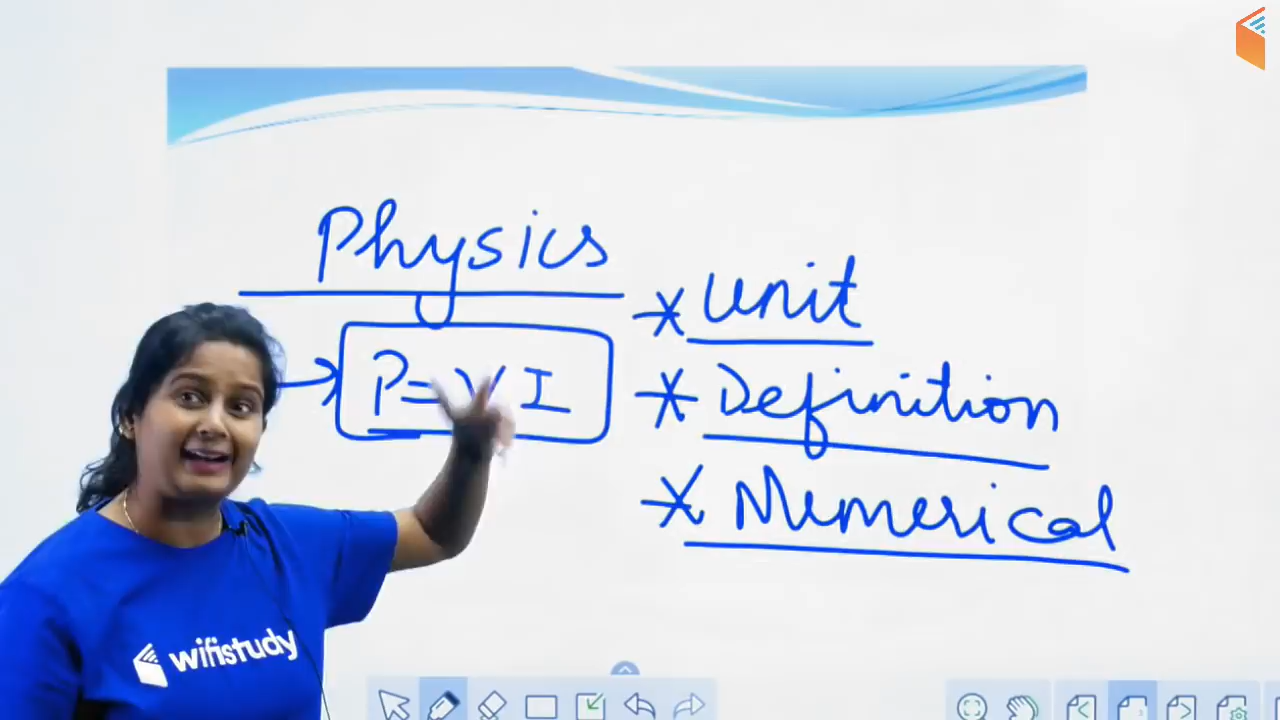 Physics
P=VI
* Unit
* Definition
* Numerical
wifistudy